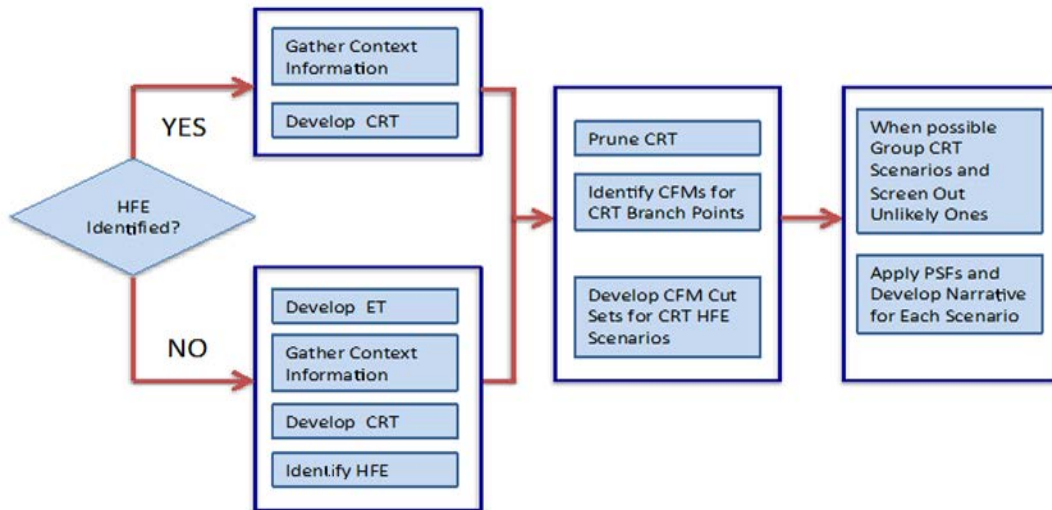 HFE
Identified?
YES
Gather Context
Information
Develop CRT
NO
Develop ET
Gather Context
Information
Develop CRT
Identify HFE
Prune CRT
Identify CFMs for
CRT Branch Points
Develop CFM Cut
Sets for CRT HFE
Scenarios
When possible
Group CRT
Scenarios and
Screen Out
Unlikely Ones
Apply PSFs and
Develop Narrative
for Each Scenario